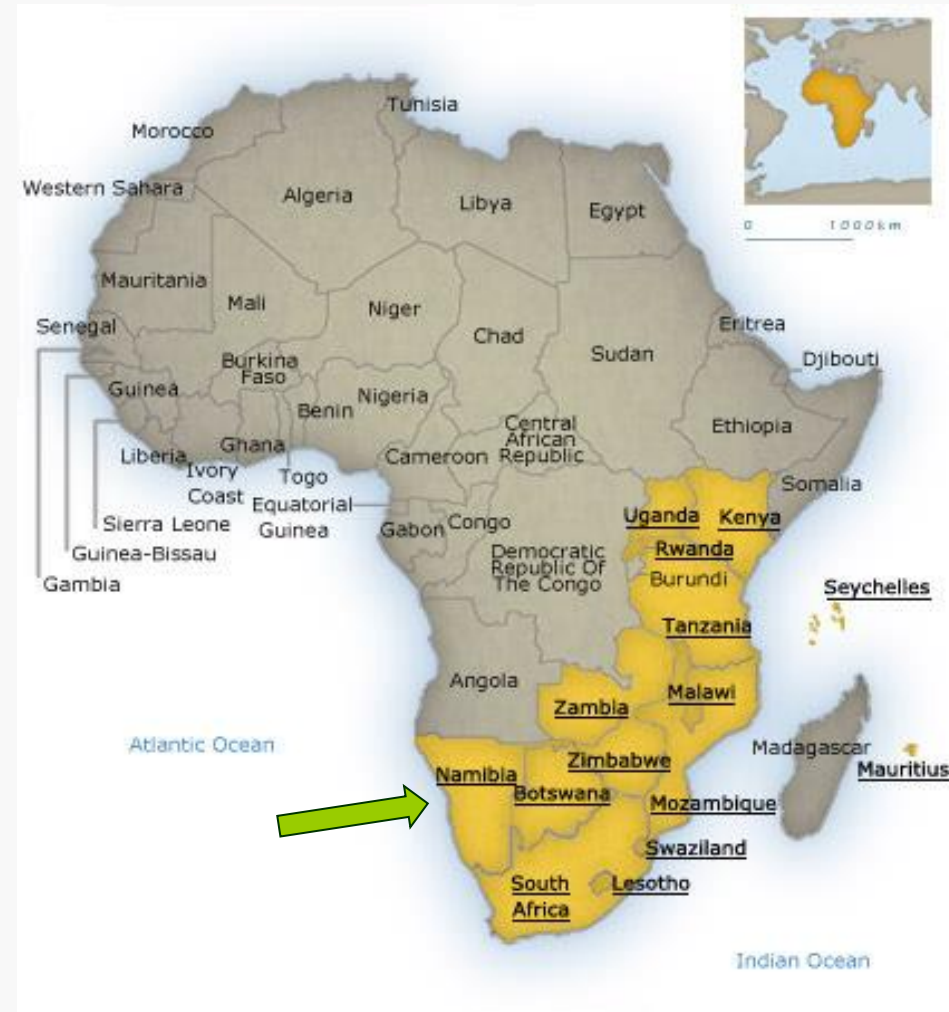 Tunisia
Morocco
Western Sahara
Algeria
Libya
Egypt
0 1000km
Mauritania
Mali
Niger
Senegal
Chad
Eritrea
Sudan
Djibouti
Burkina
Faso
Guinea
Nigeria
Benin
Ethiopia
Central
African
Republic
Ghana
Liberia
Cameroon
Ivory
Coast
Togo
Somalia
Equatorial
Guinea
Sierra Leone
Uganda
Kenya
Gabon
Congo
Guinea-Bissau
Rwanda
Democratic
Republic Of
The Congo
Gambia
Burundi
Seychelles
Tanzania
Angola
Malawi
Zambia
Atlantic Ocean
Madagascar
Zimbabwe
Mauritius
Namibia
Botswana
Mozambique
Swaziland
South
Africa
Lesotho
Indian Ocean